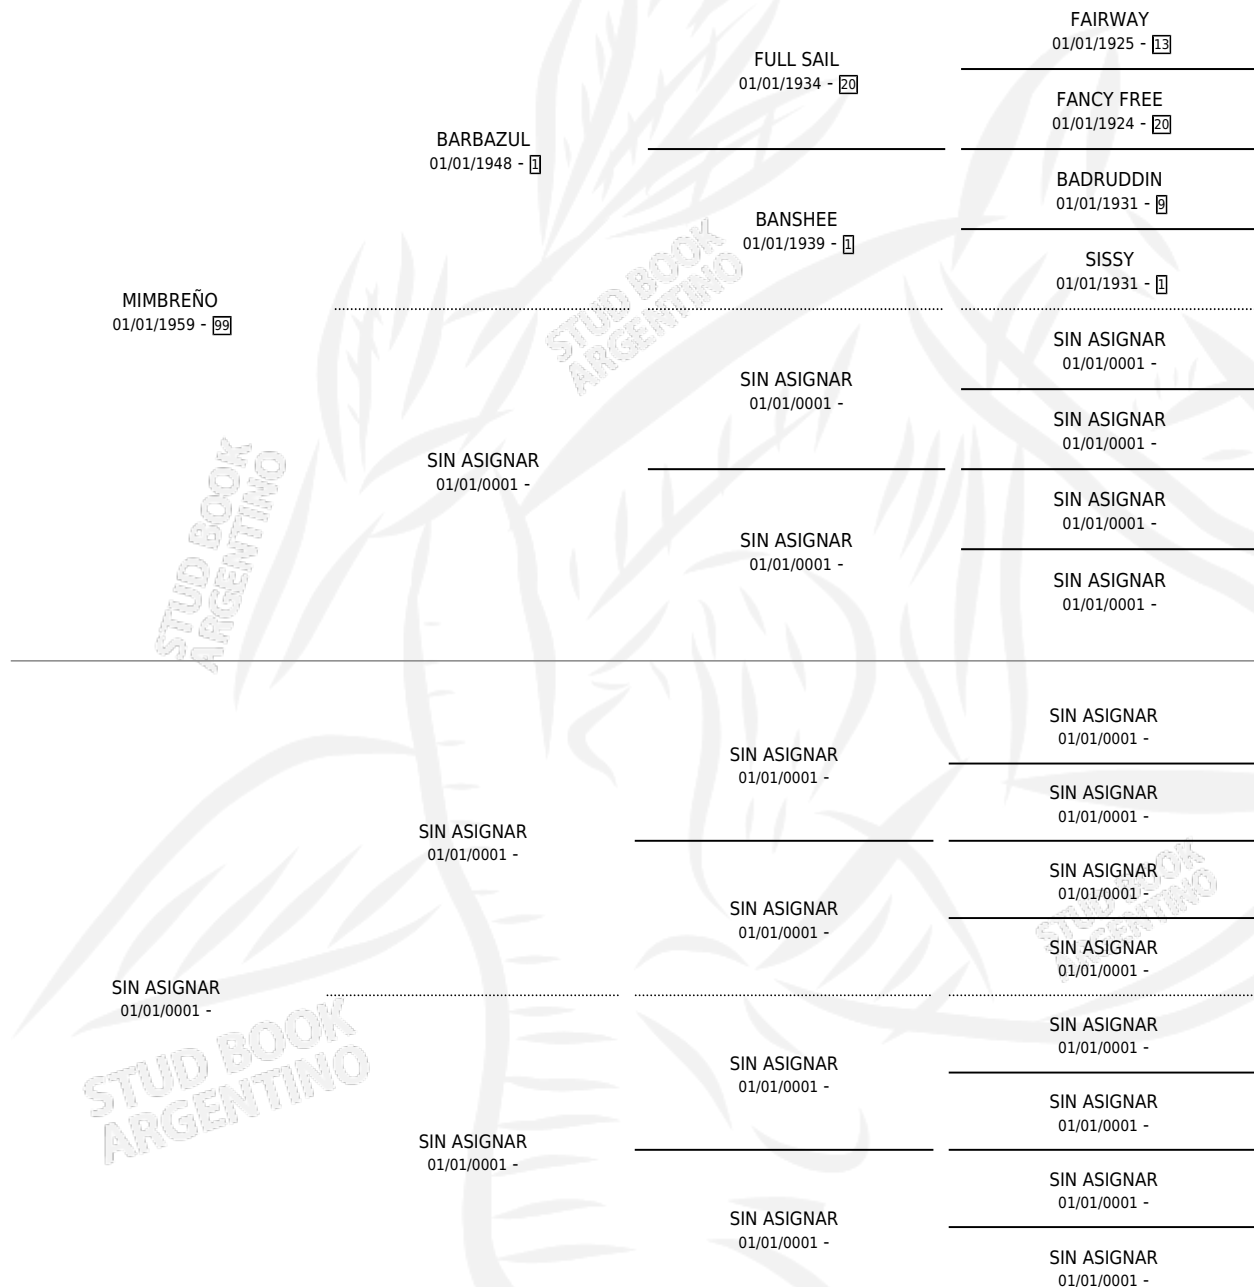 FAIRWAY
01/01/1925 - 13
FULL SAIL
01/01/1934 - 20
FANCY FREE
01/01/1924 - 20
BARBAZUL
01/01/1948 - 1
BADRUDDIN
01/01/1931 - 9
BANSHEE
01/01/1939 - 1
SISSY
01/01/1931 - 1
MIMBREÑO
01/01/1959 - 99
STUD BOOK
ARGENTINO
SIN ASIGNAR
01/01/0001 -
SIN ASIGNAR
01/01/0001 -
SIN ASIGNAR
01/01/0001 -
SIN ASIGNAR
01/01/0001 -
SIN ASIGNAR
01/01/0001 -
SIN ASIGNAR
01/01/0001 -
SIN ASIGNAR
01/01/0001 -
STUD BOOK
ARGENTINO
SIN ASIGNAR
01/01/0001 -
SIN ASIGNAR
01/01/0001 -
SIN ASIGNAR
01/01/0001 -
SIN ASIGNAR
01/01/0001 -
SIN ASIGNAR
01/01/0001 -
SIN ASIGNAR
01/01/0001 -
SIN ASIGNAR
01/01/0001 -
STUD BOOK
ARGENTINO
SIN ASIGNAR
01/01/0001 -
SIN ASIGNAR
01/01/0001 -
SIN ASIGNAR
01/01/0001 -
SIN ASIGNAR
01/01/0001 -
STUD BOOK
ARGENTINO
SIN ASIGNAR
01/01/0001 -
SIN ASIGNAR
01/01/0001 -
SIN ASIGNAR
01/01/0001 -
SIN ASIGNAR
01/01/0001 -